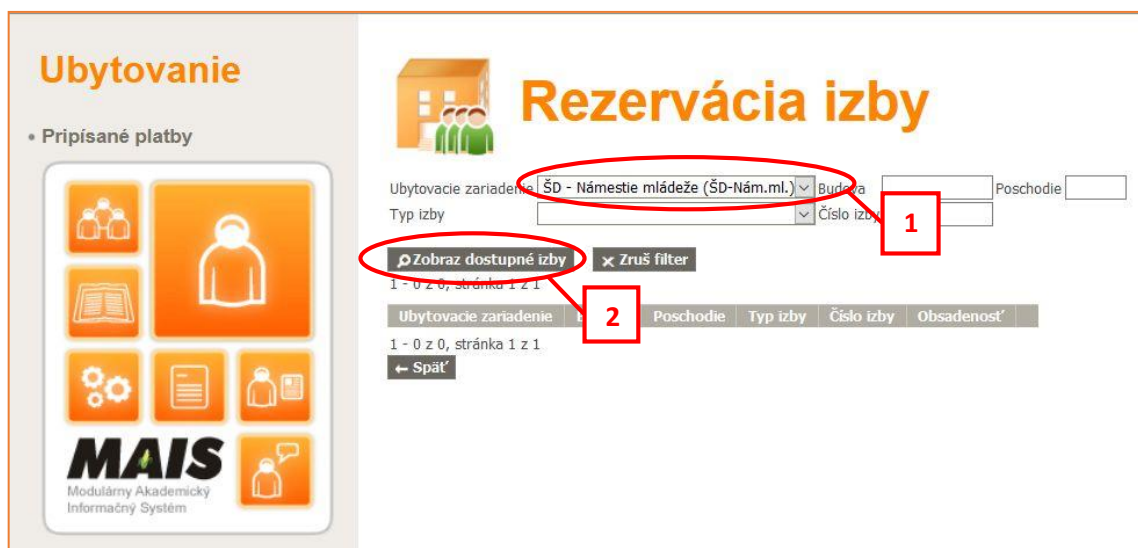 Ubytovanie
• Pripísané platby
MAIS
Modulárny Akademický
Informačný Systém
Rezervácia izby
Ubytovacie zariadenie ŠD - Námestie mládeže (ŠD-Nám.ml.) Budova Poschodie
Typ izby Číslo izby
1
Zobraz dostupné izby × Zruš filter
1 - 0 z 0, stránka 1 z 1
2
Ubytovacie zariadenie Poschodie Typ izby Číslo izby Obsadenosť
1 - 0 z 0, stránka 1 z 1
← Späť